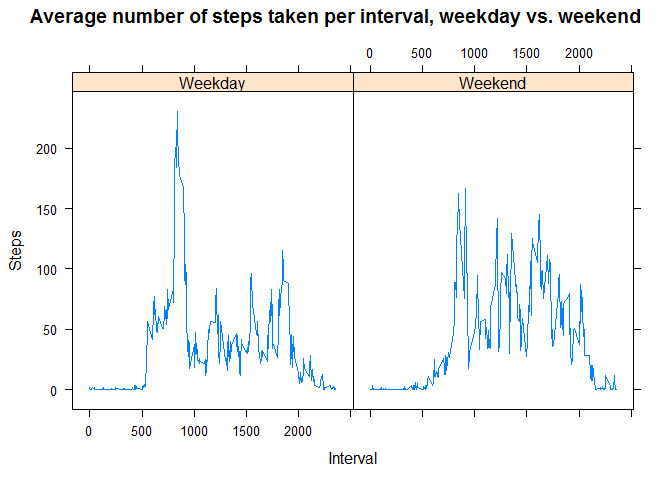 Average number of steps taken per interval, weekday vs. weekend
0 500 1000 1500 2000
Weekday Weekend
200
150
100
50
0
Steps
0 500 1000 1500 2000
Interval